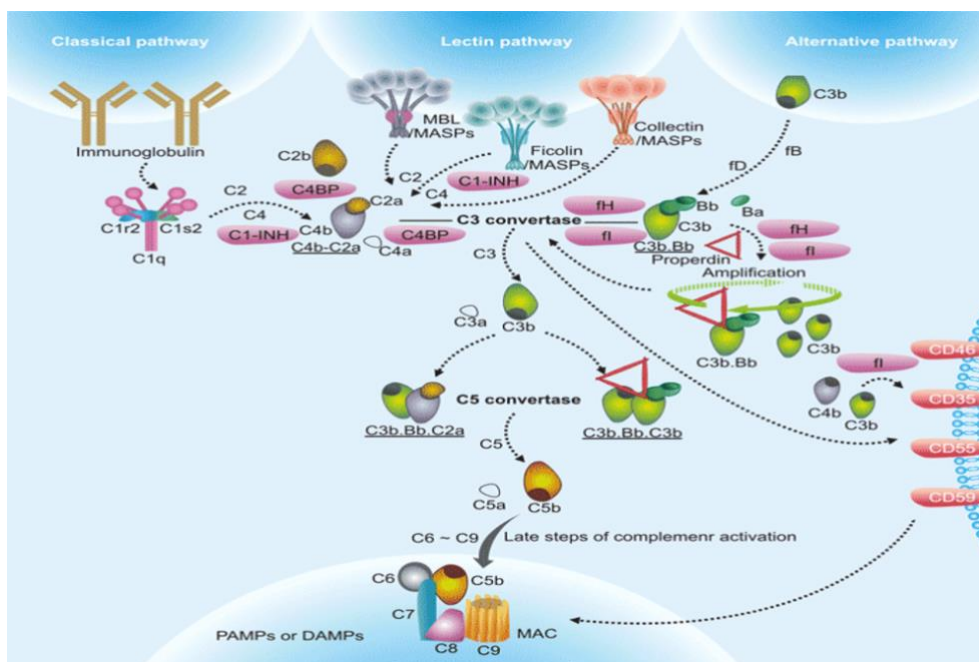 Classical pathway
Lectin pathway
Alternative pathway
Immunoglobulin
C2b
MBL
/MASPs
Ficolin
/MASPs
Collectin
/MASPs
C3b
fB
fD
C2
C4BP
C2a
C2
C4
C1-INH
C1r2
C1s2
C1q
C4
C1-INH
C4b
C4b-C2a
C4a
C4BP
C3 convertase
fH
fI
Bb
C3b
C3b.Bb
Ba
fH
fI
Properdin
Amplification
C3
C3a
C3b
C3b.Bb
C3b
fI
C4b
C3b
CD46
CD35
CD55
CD59
C3b.Bb.C2a
C5 convertase
C3b.Bb.C3b
C5
C5a
C5b
C6 ~ C9
Late steps of complemenr activation
C6
C5b
C7
C8
C9
MAC
PAMPs or DAMPs